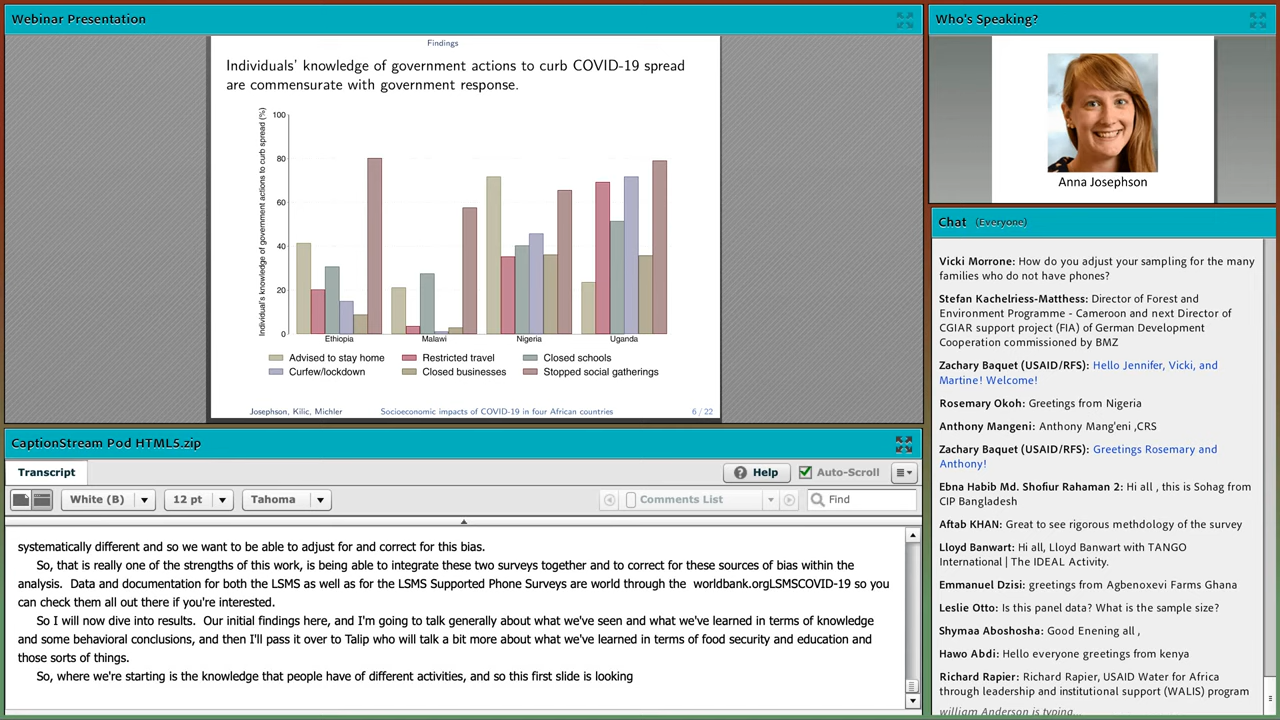 Webinar Presentation
Findings
Individuals' knowledge of government actions to curb COVID-19 spread
are commensurate with government response.
Individual's knowledge of government actions to curb spread (%)
100
80
60
40
20
0
Ethiopia Malawi Nigeria Uganda
Advised to stay home Restricted travel Closed schools
Curfew/lockdown Closed businesses Stopped social gatherings
Josephson, Kilic, Michler Socioeconomic impacts of COVID-19 in four African countries 6 / 22
CaptionStream Pod HTML5.zip
Transcript Help Auto-Scroll
White (B) 12 pt Tahoma Comments List Find
systematically different and so we want to be able to adjust for and correct for this bias.
So, that is really one of the strengths of this work, is being able to integrate these two surveys together and to correct for these sources of bias within the
analysis. Data and documentation for both the LSMS as well as for the LSMS Supported Phone Surveys are world through the worldbank.orgLSMSCOVID-19 so you
can check them all out there if you're interested.
So I will now dive into results. Our initial findings here, and I'm going to talk generally about what we've seen and what we've learned in terms of knowledge
and some behavioral conclusions, and then I'll pass it over to Talip who will talk a bit more about what we've learned in terms of food security and education and
those sorts of things.
So, where we're starting is the knowledge that people have of different activities, and so this first slide is looking
Who's Speaking?
Anna Josephson
Chat (Everyone)
Vicki Morrone: How do you adjust your sampling for the many
families who do not have phones?
Stefan Kachelriess-Matthess: Director of Forest and
Environment Programme - Cameroon and next Director of
CGIAR support project (FIA) of German Development
Cooperation commissioned by BMZ
Zachary Baquet (USAID/RFS): Hello Jennifer, Vicki, and
Martine! Welcome!
Rosemary Okoh: Greetings from Nigeria
Anthony Mangeni: Anthony Mang'eni ,CRS
Zachary Baquet (USAID/RFS): Greetings Rosemary and
Anthony!
Ebna Habib Md. Shofiur Rahaman 2: Hi all , this is Sohag from
CIP Bangladesh
Aftab KHAN: Great to see rigorous methdology of the survey
Lloyd Banwart: Hi all, Lloyd Banwart with TANGO
International | The IDEAL Activity.
Emmanuel Dzisi: greetings from Agbenoxevi Farms Ghana
Leslie Otto: Is this panel data? What is the sample size?
Shymaa Aboshosha: Good Enening all ,
Hawo Abdi: Hello everyone greetings from kenya
Richard Rapier: Richard Rapier, USAID Water for Africa
through leadership and institutional support (WALIS) program
william Anderson is typing...